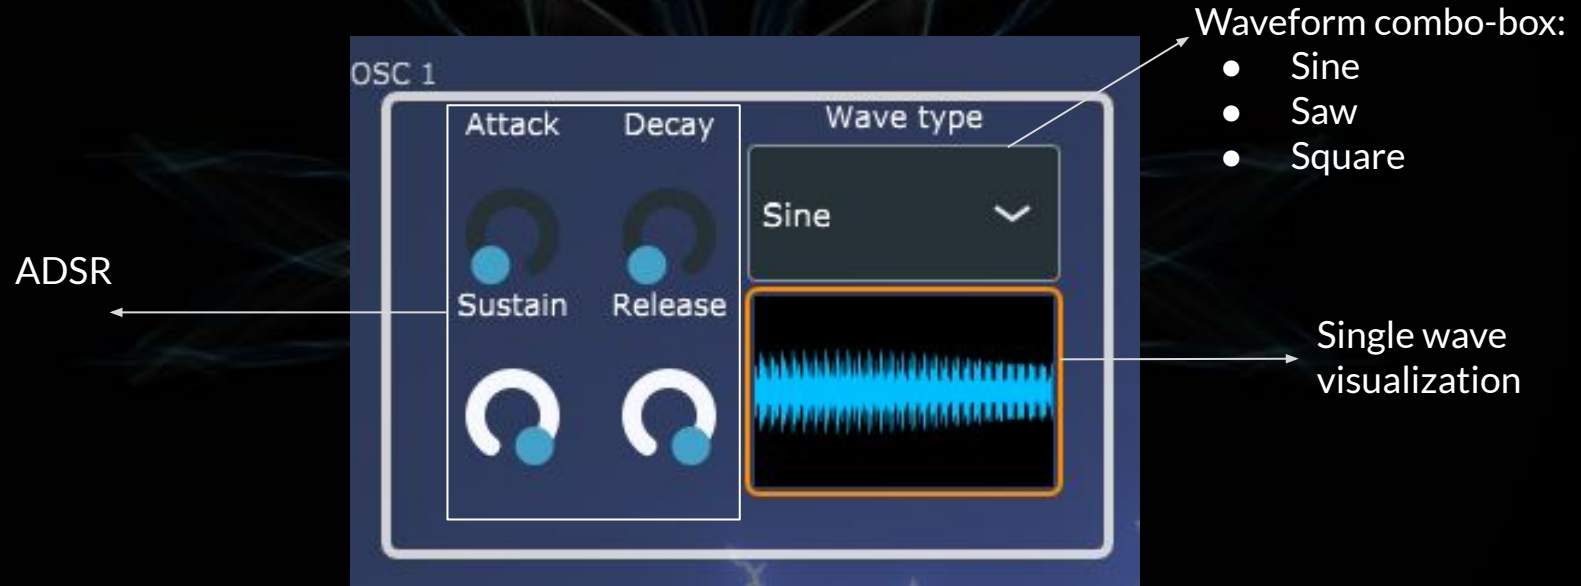 Waveform combo-box:
● Sine
● Saw
● Square
OSC 1
Attack Decay
Wave type
Sine
ADSR
Sustain Release
Single wave
visualization